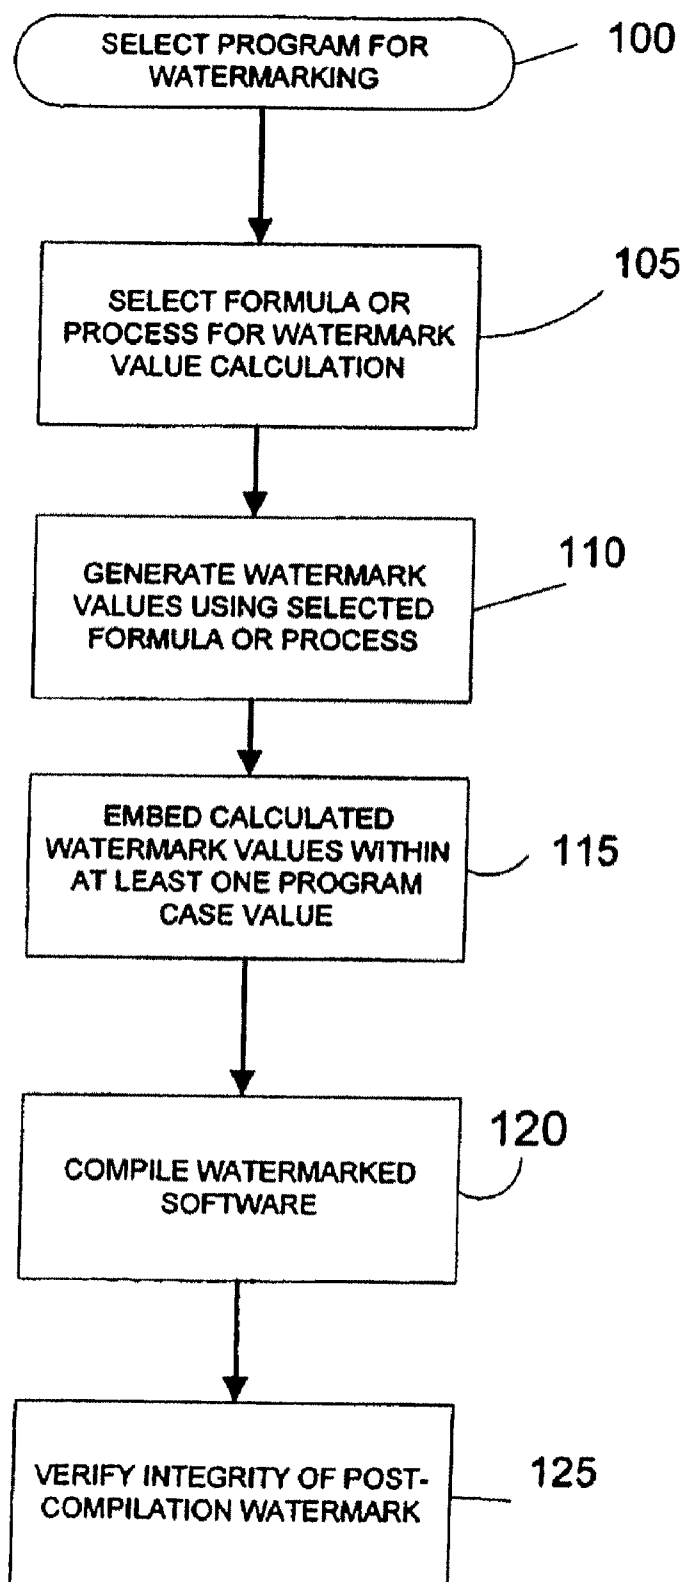 SELECT PROGRAM FOR
WATERMARKING
100
SELECT FORMULA OR
PROCESS FOR WATERMARK
VALUE CALCULATION
105
GENERATE WATERMARK
VALUES USING SELECTED
FORMULA OR PROCESS
110
EMBED CALCULATED
WATERMARK VALUES WITHIN
AT LEAST ONE PROGRAM
CASE VALUE
115
COMPILE WATERMARKED
SOFTWARE
120
VERIFY INTEGRITY OF POST-
COMPILATION WATERMARK
125